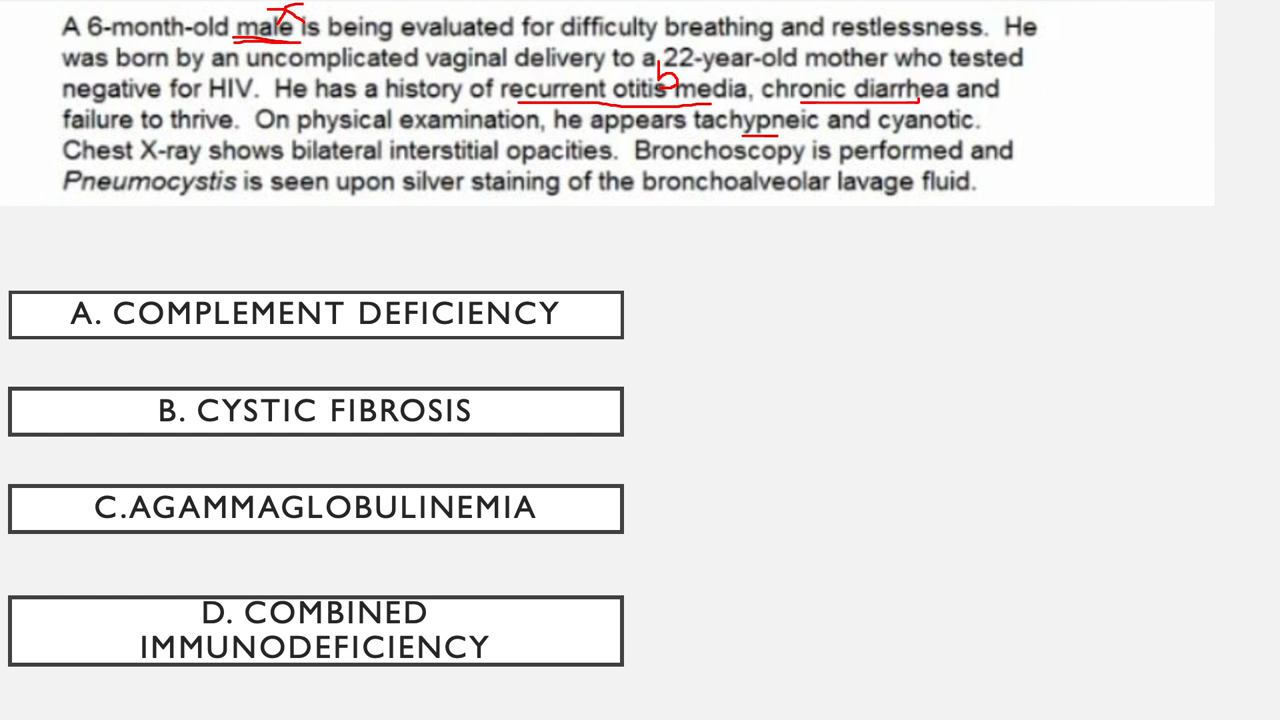 A 6-month-old male is being evaluated for difficulty breathing and restlessness. He
was born by an uncomplicated vaginal delivery to a 22-year-old mother who tested
negative for HIV. He has a history of recurrent otitis media, chronic diarrhea and
failure to thrive. On physical examination, he appears tachypneic and cyanotic.
Chest X-ray shows bilateral interstitial opacities. Bronchoscopy is performed and
Pneumocystis is seen upon silver staining of the bronchoalveolar lavage fluid.
A. COMPLEMENT DEFICIENCY
B. CYSTIC FIBROSIS
C.AGAMMAGLOBULINEMIA
D. COMBINED
IMMUNODEFICIENCY